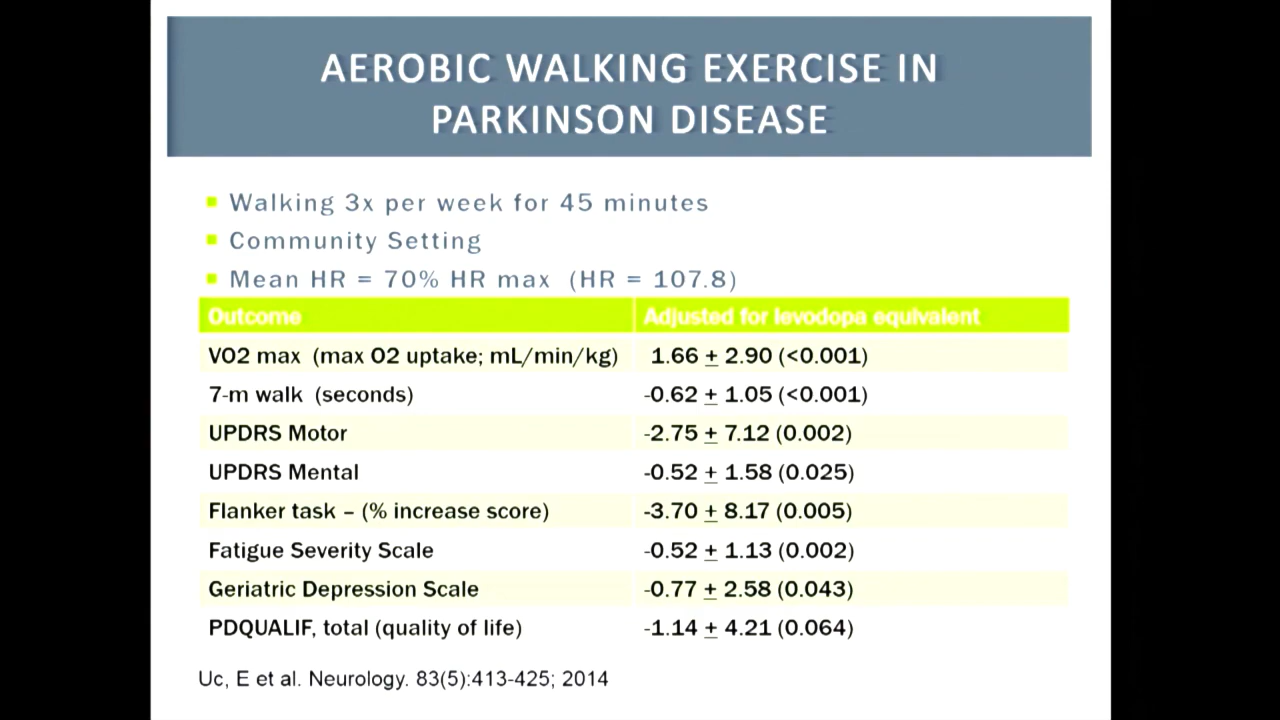 AEROBIC WALKING EXERCISE IN
PARKINSON DISEASE
Walking 3x per week for 45 minutes
Community Setting
Mean HR = 70% HR max (HR = 107.8)
Outcome Adjusted for levodopa equivalent
VO2 max (max O2 uptake; mL/min/kg) 1.66 ± 2.90 (<0.001)
7-m walk (seconds) -0.62 ± 1.05 (<0.001)
UPDRS Motor -2.75 ± 7.12 (0.002)
UPDRS Mental -0.52 ± 1.58 (0.025)
Flanker task – (% increase score) -3.70 ± 8.17 (0.005)
Fatigue Severity Scale -0.52 ± 1.13 (0.002)
Geriatric Depression Scale -0.77 ± 2.58 (0.043)
PDQUALIF, total (quality of life) -1.14 ± 4.21 (0.064)
Uc, E et al. Neurology. 83(5):413-425; 2014